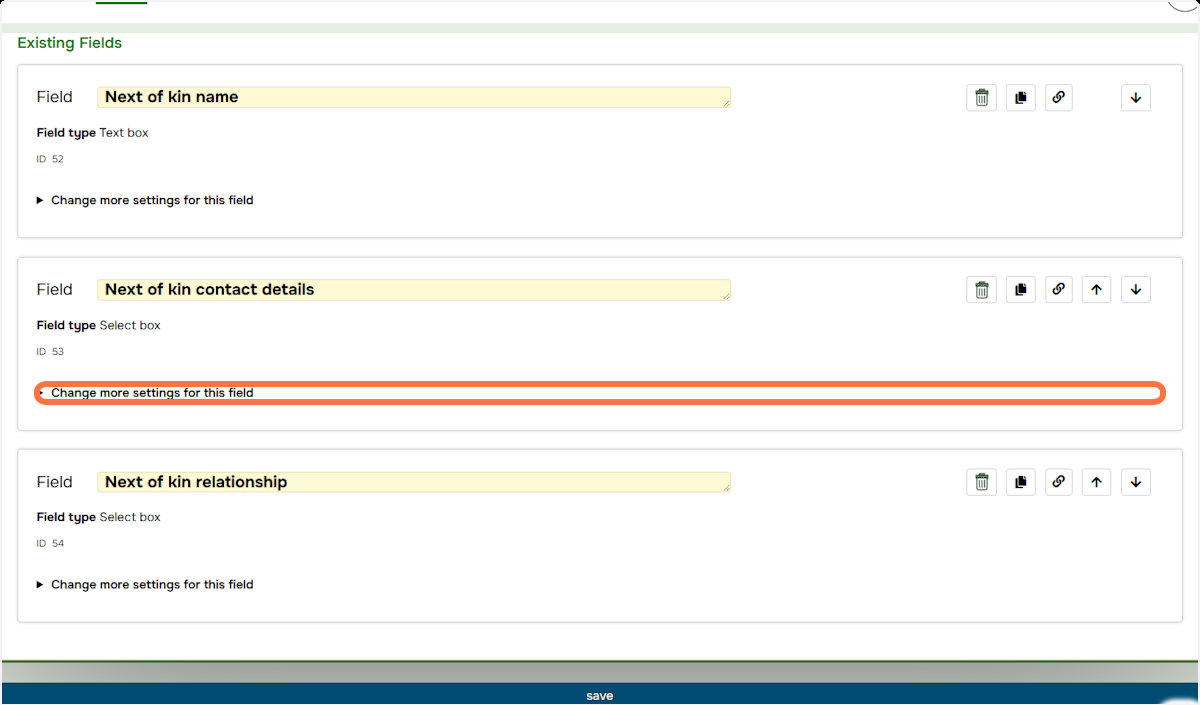 Existing Fields
Field Next of kin name
Field type Text box
ID 52
Change more settings for this field
Field Next of kin contact details
Field type Select box
ID 53
Change more settings for this field
Field Next of kin relationship
Field type Select box
ID 54
Change more settings for this field
save